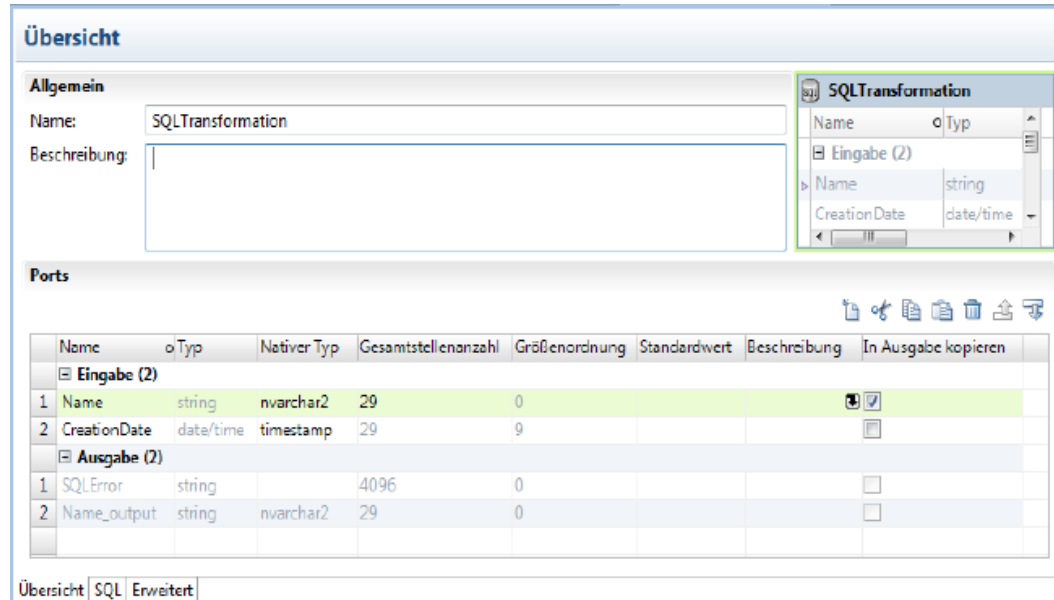 Übersicht
Allgemein
Name: SQLTransformation
Beschreibung:
SQLTransformation
Name Typ
Eingabe (2)
Name string
CreationDate date/time
Ports
Name Typ Nativer Typ Gesamtstellenanzahl Größenordnung Standardwert Beschreibung In Ausgabe kopieren
Eingabe (2)
1 Name string nvarchar2 29 0
2 CreationDate date/time timestamp 29 9
Ausgabe (2)
1 SQLError string 4096 0
2 Name_output string nvarchar2 29 0
Übersicht SQL Erweitert